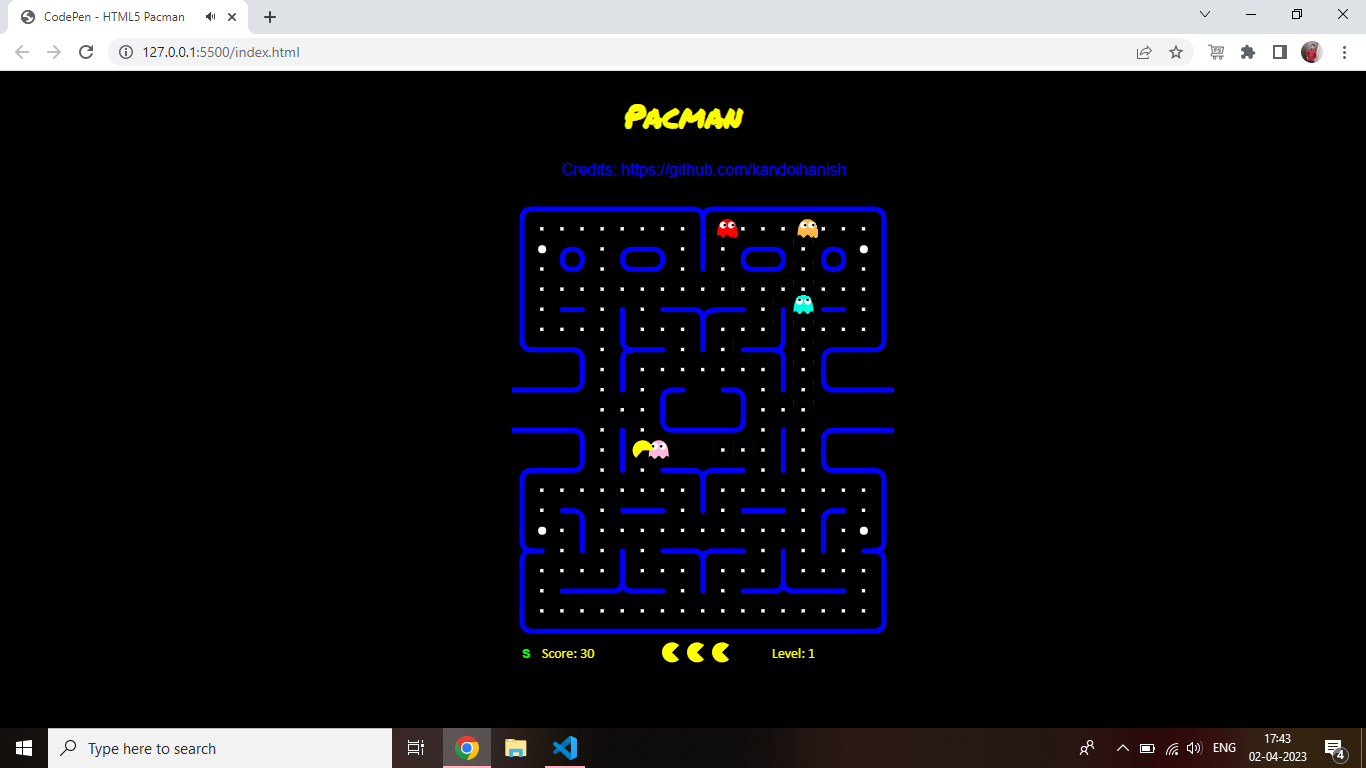 CodePen - HTML5 Pacman
127.0.0.1:5500/index.html
Pacman
Credits: https://github.com/kandoihanish
s Score: 30 Level: 1
Type here to search
ENG
17:43
02-04-2023
4